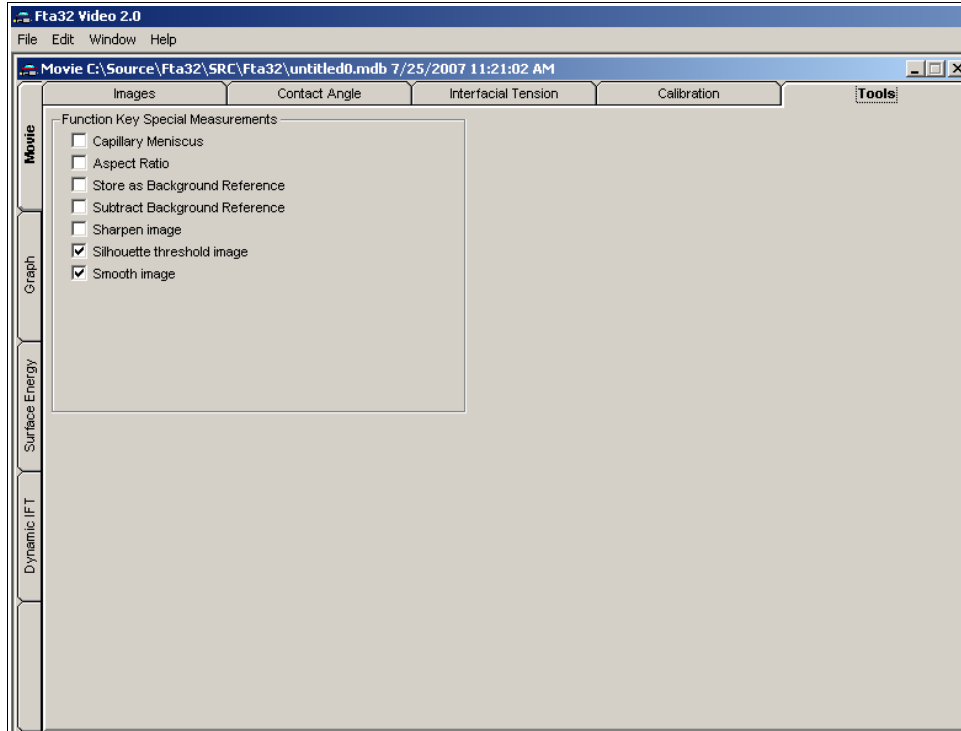 Fta32 Video 2.0
File Edit Window Help
Movie C:\Source\Fta32\SRC\Fta32\untitled0.mdb 7/25/2007 11:21:02 AM
Images Contact Angle Interfacial Tension Calibration Tools
Movie
Graph
Surface Energy
Dynamic IFT
Function Key Special Measurements
Capillary Meniscus
Aspect Ratio
Store as Background Reference
Subtract Background Reference
Sharpen image
Silhouette threshold image
Smooth image